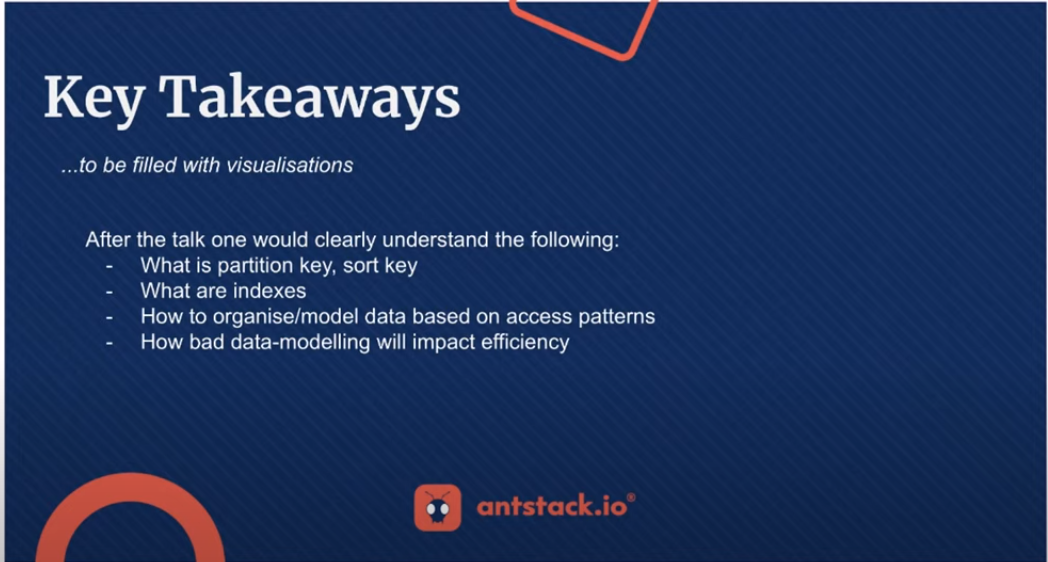 Key Takeaways
...to be filled with visualisations
After the talk one would clearly understand the following:
- What is partition key, sort key
- What are indexes
- How to organise/model data based on access patterns
- How bad data-modelling will impact efficiency
antstack.io®